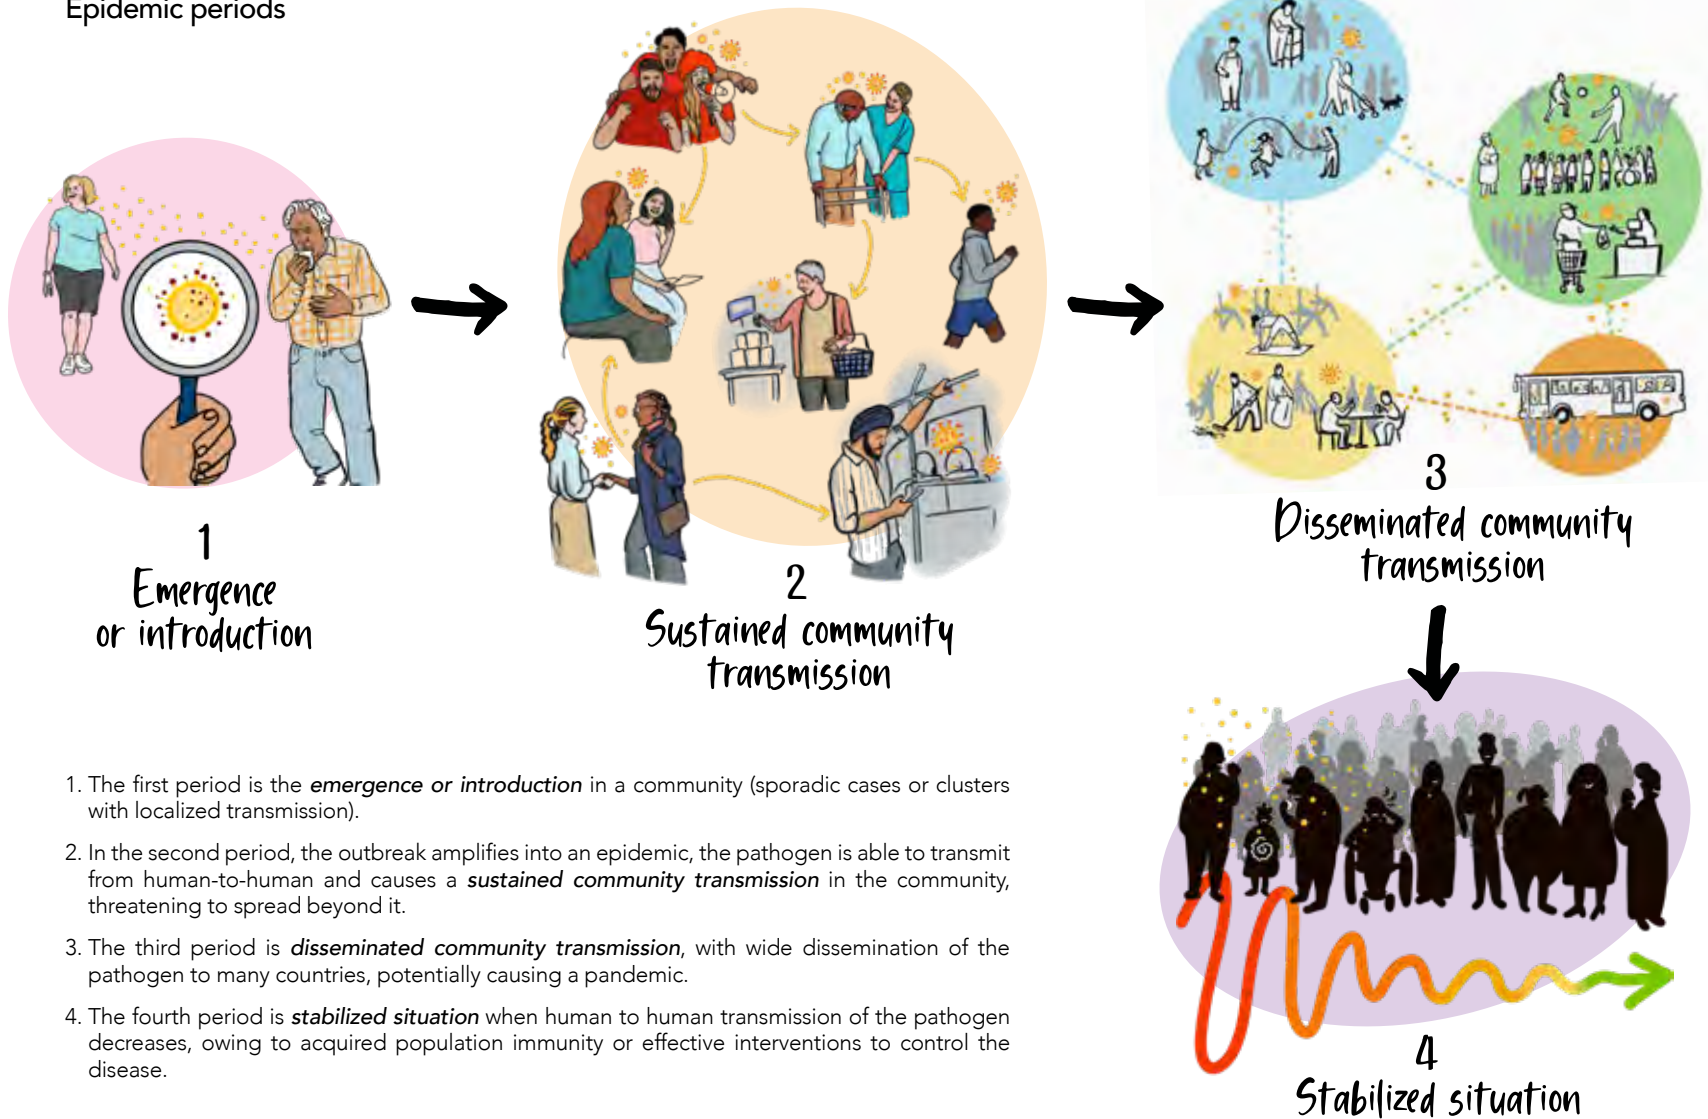 Epidemic periods
1
Emergence
or introduction
2
Sustained community
transmission
3
Disseminated community
transmission
4
Stabilized situation
1. The first period is the emergence or introduction in a community (sporadic cases or clusters
with localized transmission).
2. In the second period, the outbreak amplifies into an epidemic, the pathogen is able to transmit
from human-to-human and causes a sustained community transmission in the community,
threatening to spread beyond it.
3. The third period is disseminated community transmission, with wide dissemination of the
pathogen to many countries, potentially causing a pandemic.
4. The fourth period is stabilized situation when human to human transmission of the pathogen
decreases, owing to acquired population immunity or effective interventions to control the
disease.